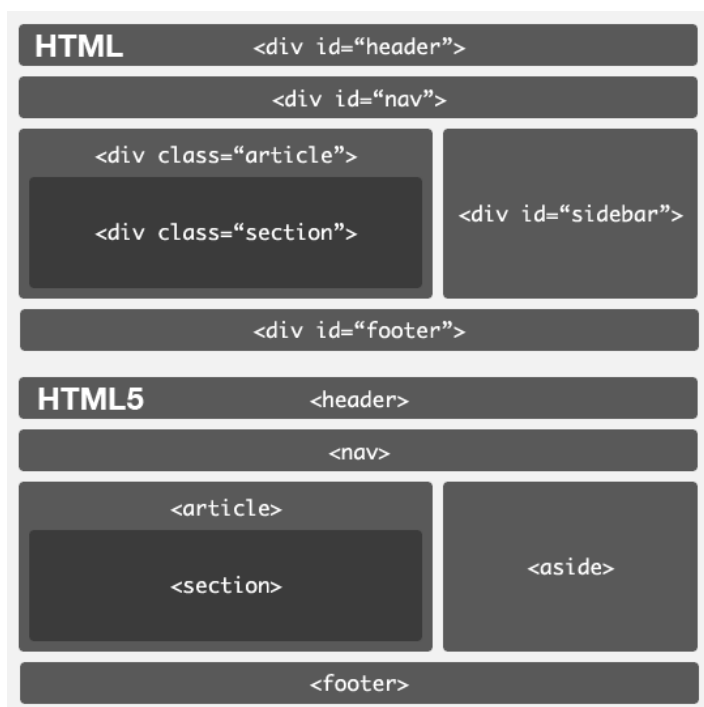 HTML <div id=“header”>
<div id=“nav”>
<div class=“article”>
<div class=“section”>
<div id=“sidebar”>
<div id=“footer”>
HTML5 <header>
<nav>
<article>
<section>
<aside>
<footer>